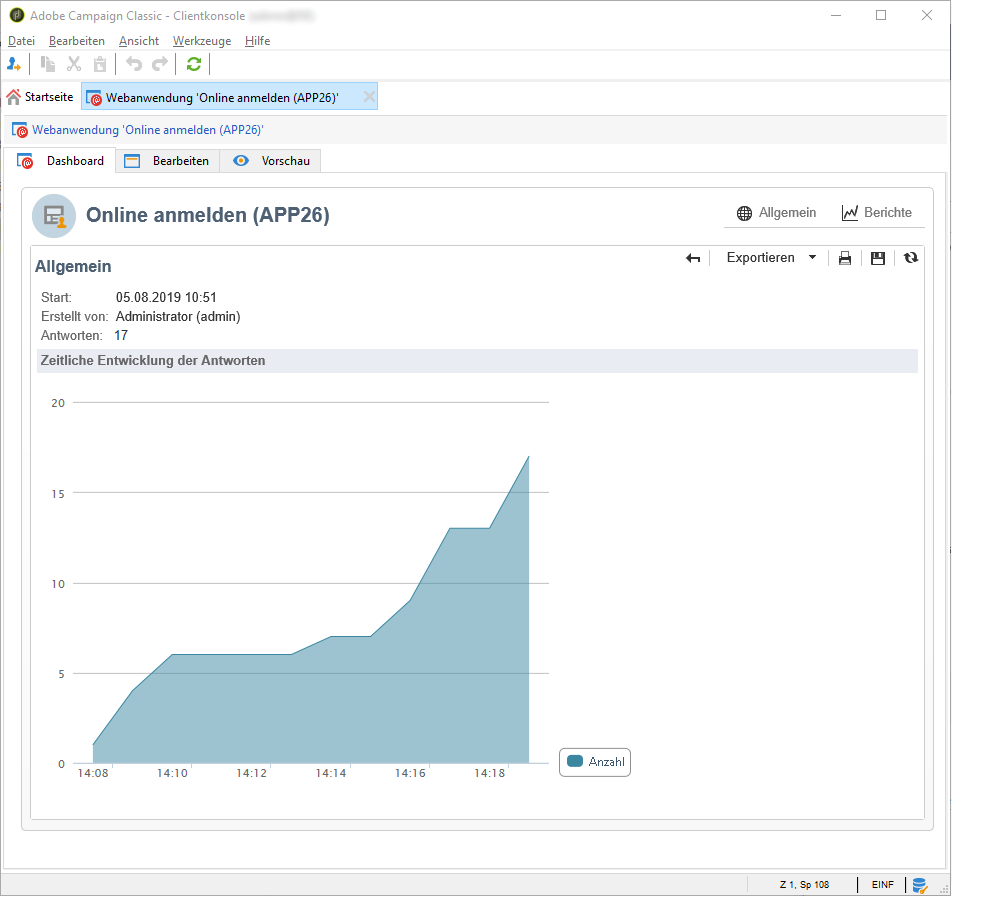 Adobe Campaign Classic - Clientkonsole
Datei Bearbeiten Ansicht Werkzeuge Hilfe
Startseite Webanwendung 'Online anmelden (APP26)'
Webanwendung 'Online anmelden (APP26)'
Dashboard Bearbeiten Vorschau
Online anmelden (APP26)
Allgemein Berichte
Exportieren
Allgemein
Start: 05.08.2019 10:51
Erstellt von: Administrator (admin)
Antworten: 17
Zeitliche Entwicklung der Antworten
20
15
10
5
0
14:08 14:10 14:12 14:14 14:16 14:18
Anzahl
Z 1, Sp 108 EINF